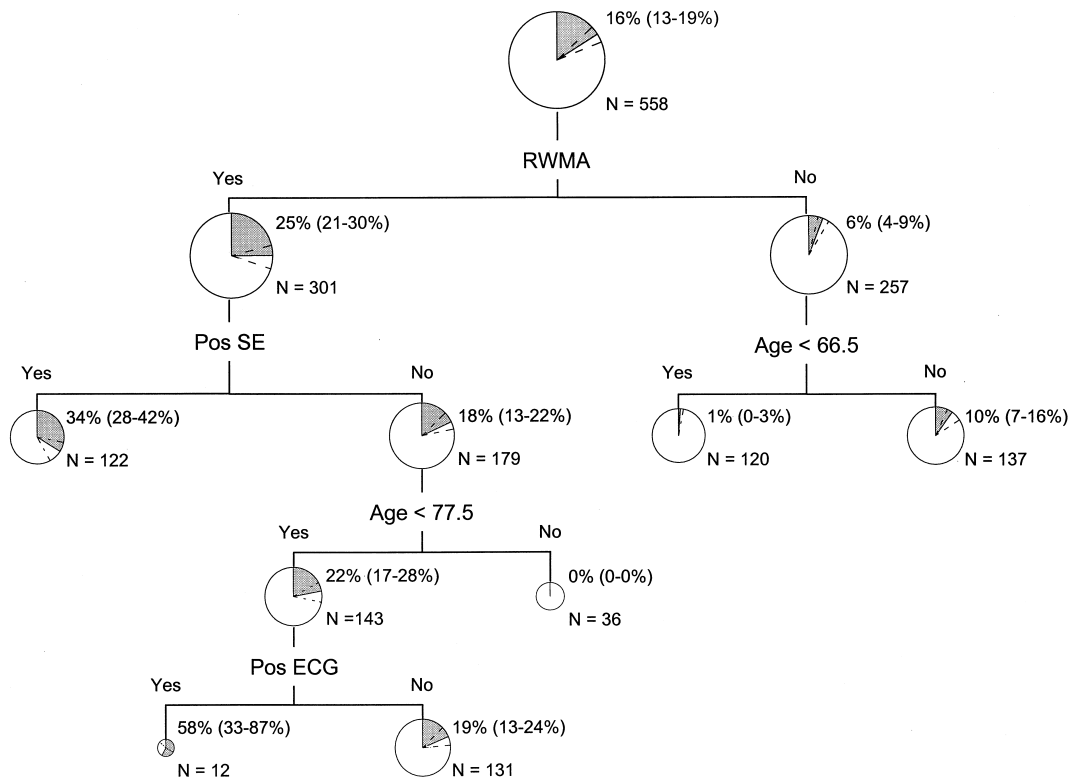 16% (13-19%)
N = 558
RWMA
Yes
No
25% (21-30%)
6% (4-9%)
N = 301
N = 257
Pos SE
Age < 66.5
Yes
No
Yes
No
34% (28-42%)
18% (13-22%)
1% (0-3%)
10% (7-16%)
N = 122
N = 179
N = 120
N = 137
Age < 77.5
Yes
No
22% (17-28%)
0% (0-0%)
N =143
N = 36
Pos ECG
Yes
No
58% (33-87%)
19% (13-24%)
N = 12
N = 131